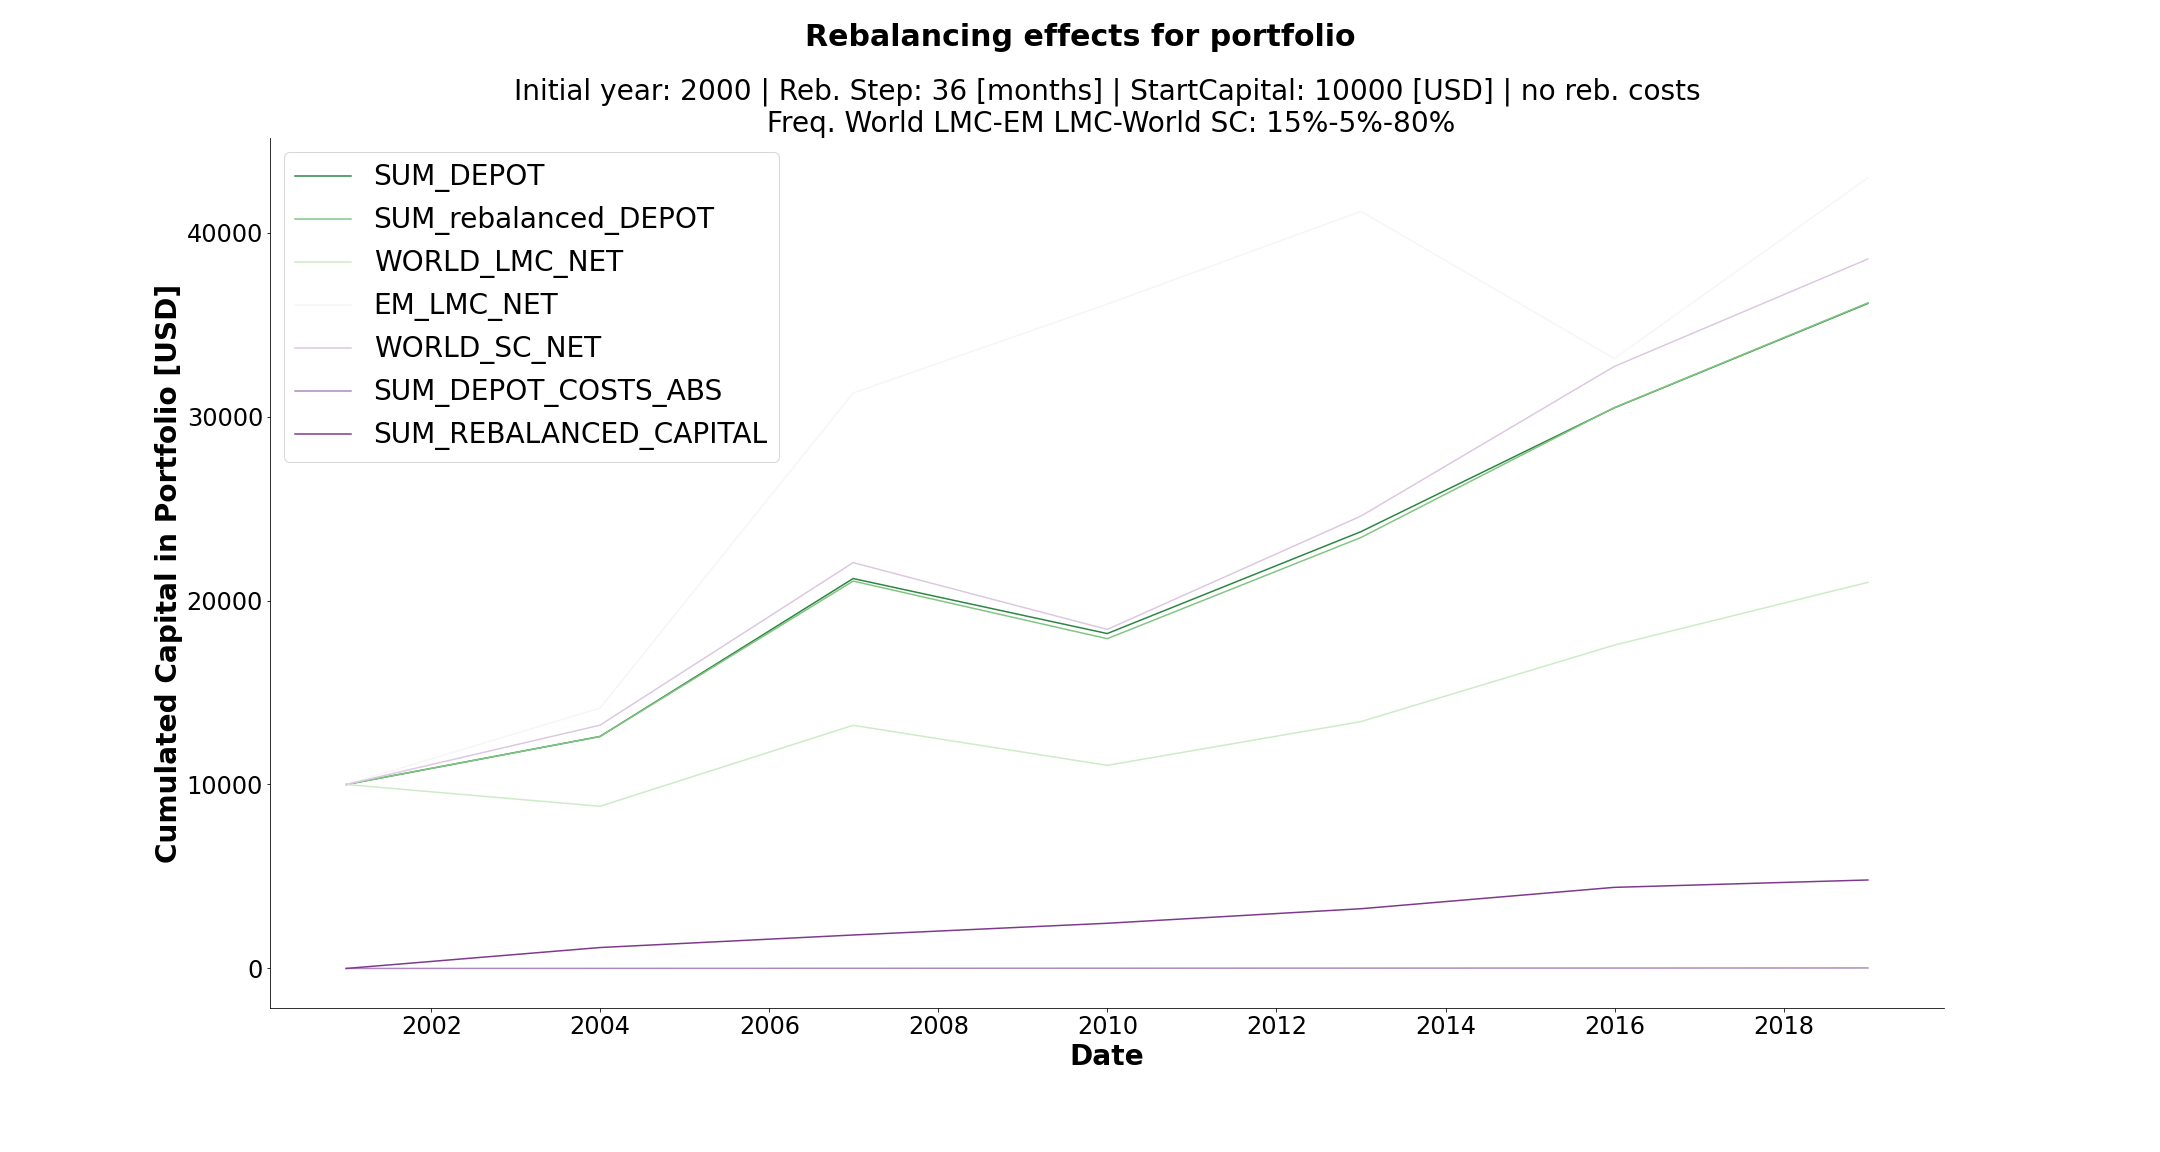 Rebalancing effects for portfolio
Initial year: 2000 | Reb. Step: 36 [months] | StartCapital: 10000 [USD] | no reb. costs
Freq. World LMC-EM LMC-World SC: 15%-5%-80%
SUM_DEPOT
SUM_rebalanced_DEPOT
WORLD_LMC_NET
EM_LMC_NET
WORLD_SC_NET
SUM_DEPOT_COSTS_ABS
SUM_REBALANCED_CAPITAL
Cumulated Capital in Portfolio [USD]
40000
30000
20000
10000
0
2002 2004 2006 2008 2010 2012 2014 2016 2018
Date